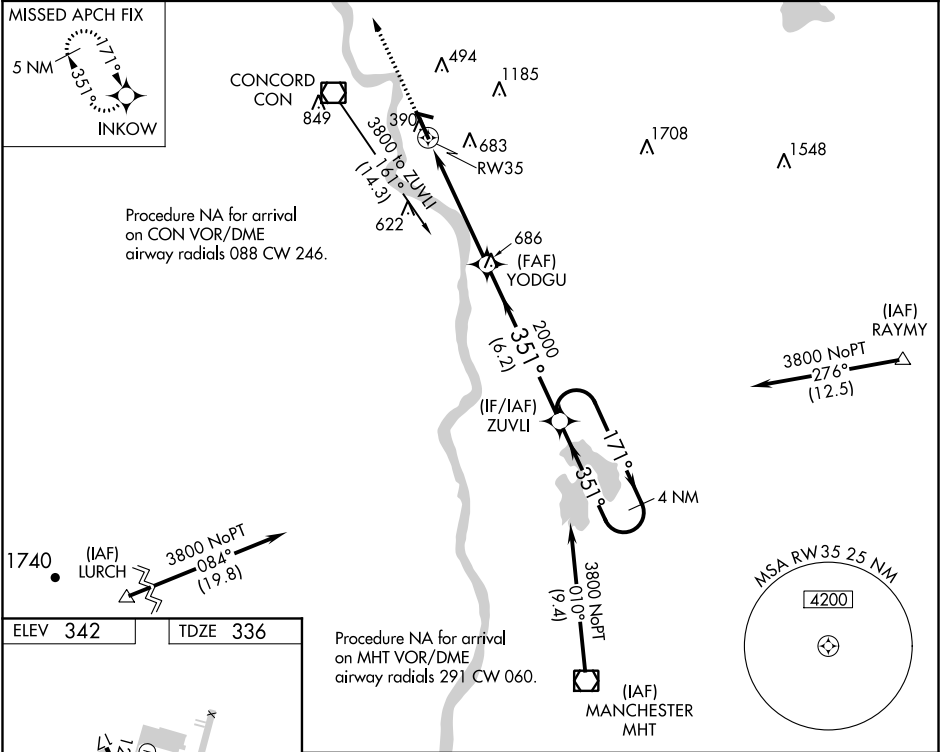 MISSED APCH FIX
5 NM
171°
351°
INKOW
CONCORD
CON
849
3800 to ZUVLI
161°
(14.3)
622
390
494
1185
683
RW35
1708
1548
Procedure NA for arrival
on CON VOR/DME
airway radials 088 CW 246.
686
(FAF)
YODGU
2000
351°
(6.2)
(IAF)
RAYMY
3800 NoPT
276°
(12.5)
(IF/IAF)
ZUVLI
171°
351°
4 NM
1740
(IAF)
LURCH
3800 NoPT
084°
(19.8)
3800 NoPT
010°
(9.4)
MSA RW35 25 NM
4200
ELEV 342
TDZE 336
Procedure NA for arrival
on MHT VOR/DME
airway radials 291 CW 060.
(IAF)
MANCHESTER
MHT